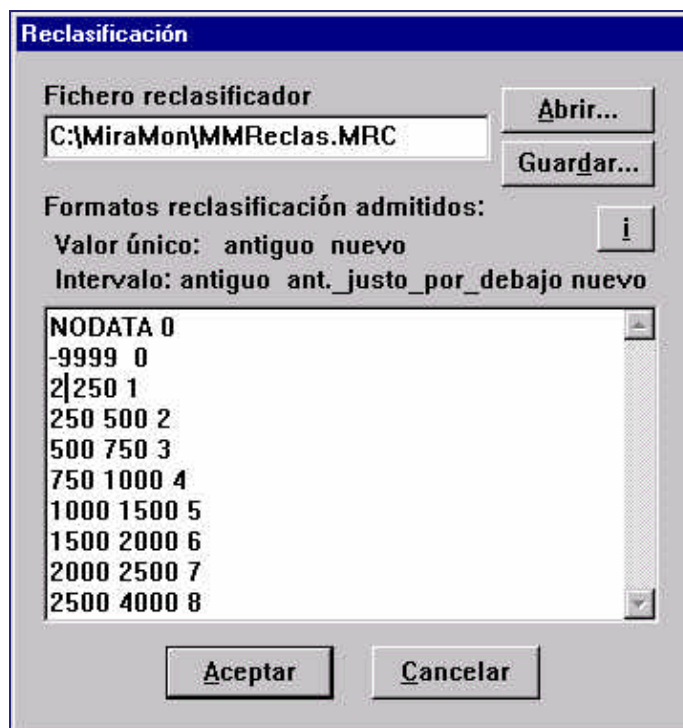 Reclasificación
Fichero reclasificador
Abrir...
C:\MiraMon\MMReclas.MRC
Guardar...
Formatos reclasificación admitidos:
i
Valor único: antiguo nuevo
Intervalo: antiguo ant._justo_por_debajo nuevo
NODATA 0
-9999 0
2 250 1
250 500 2
500 750 3
750 1000 4
1000 1500 5
1500 2000 6
2000 2500 7
2500 4000 8
Aceptar
Cancelar